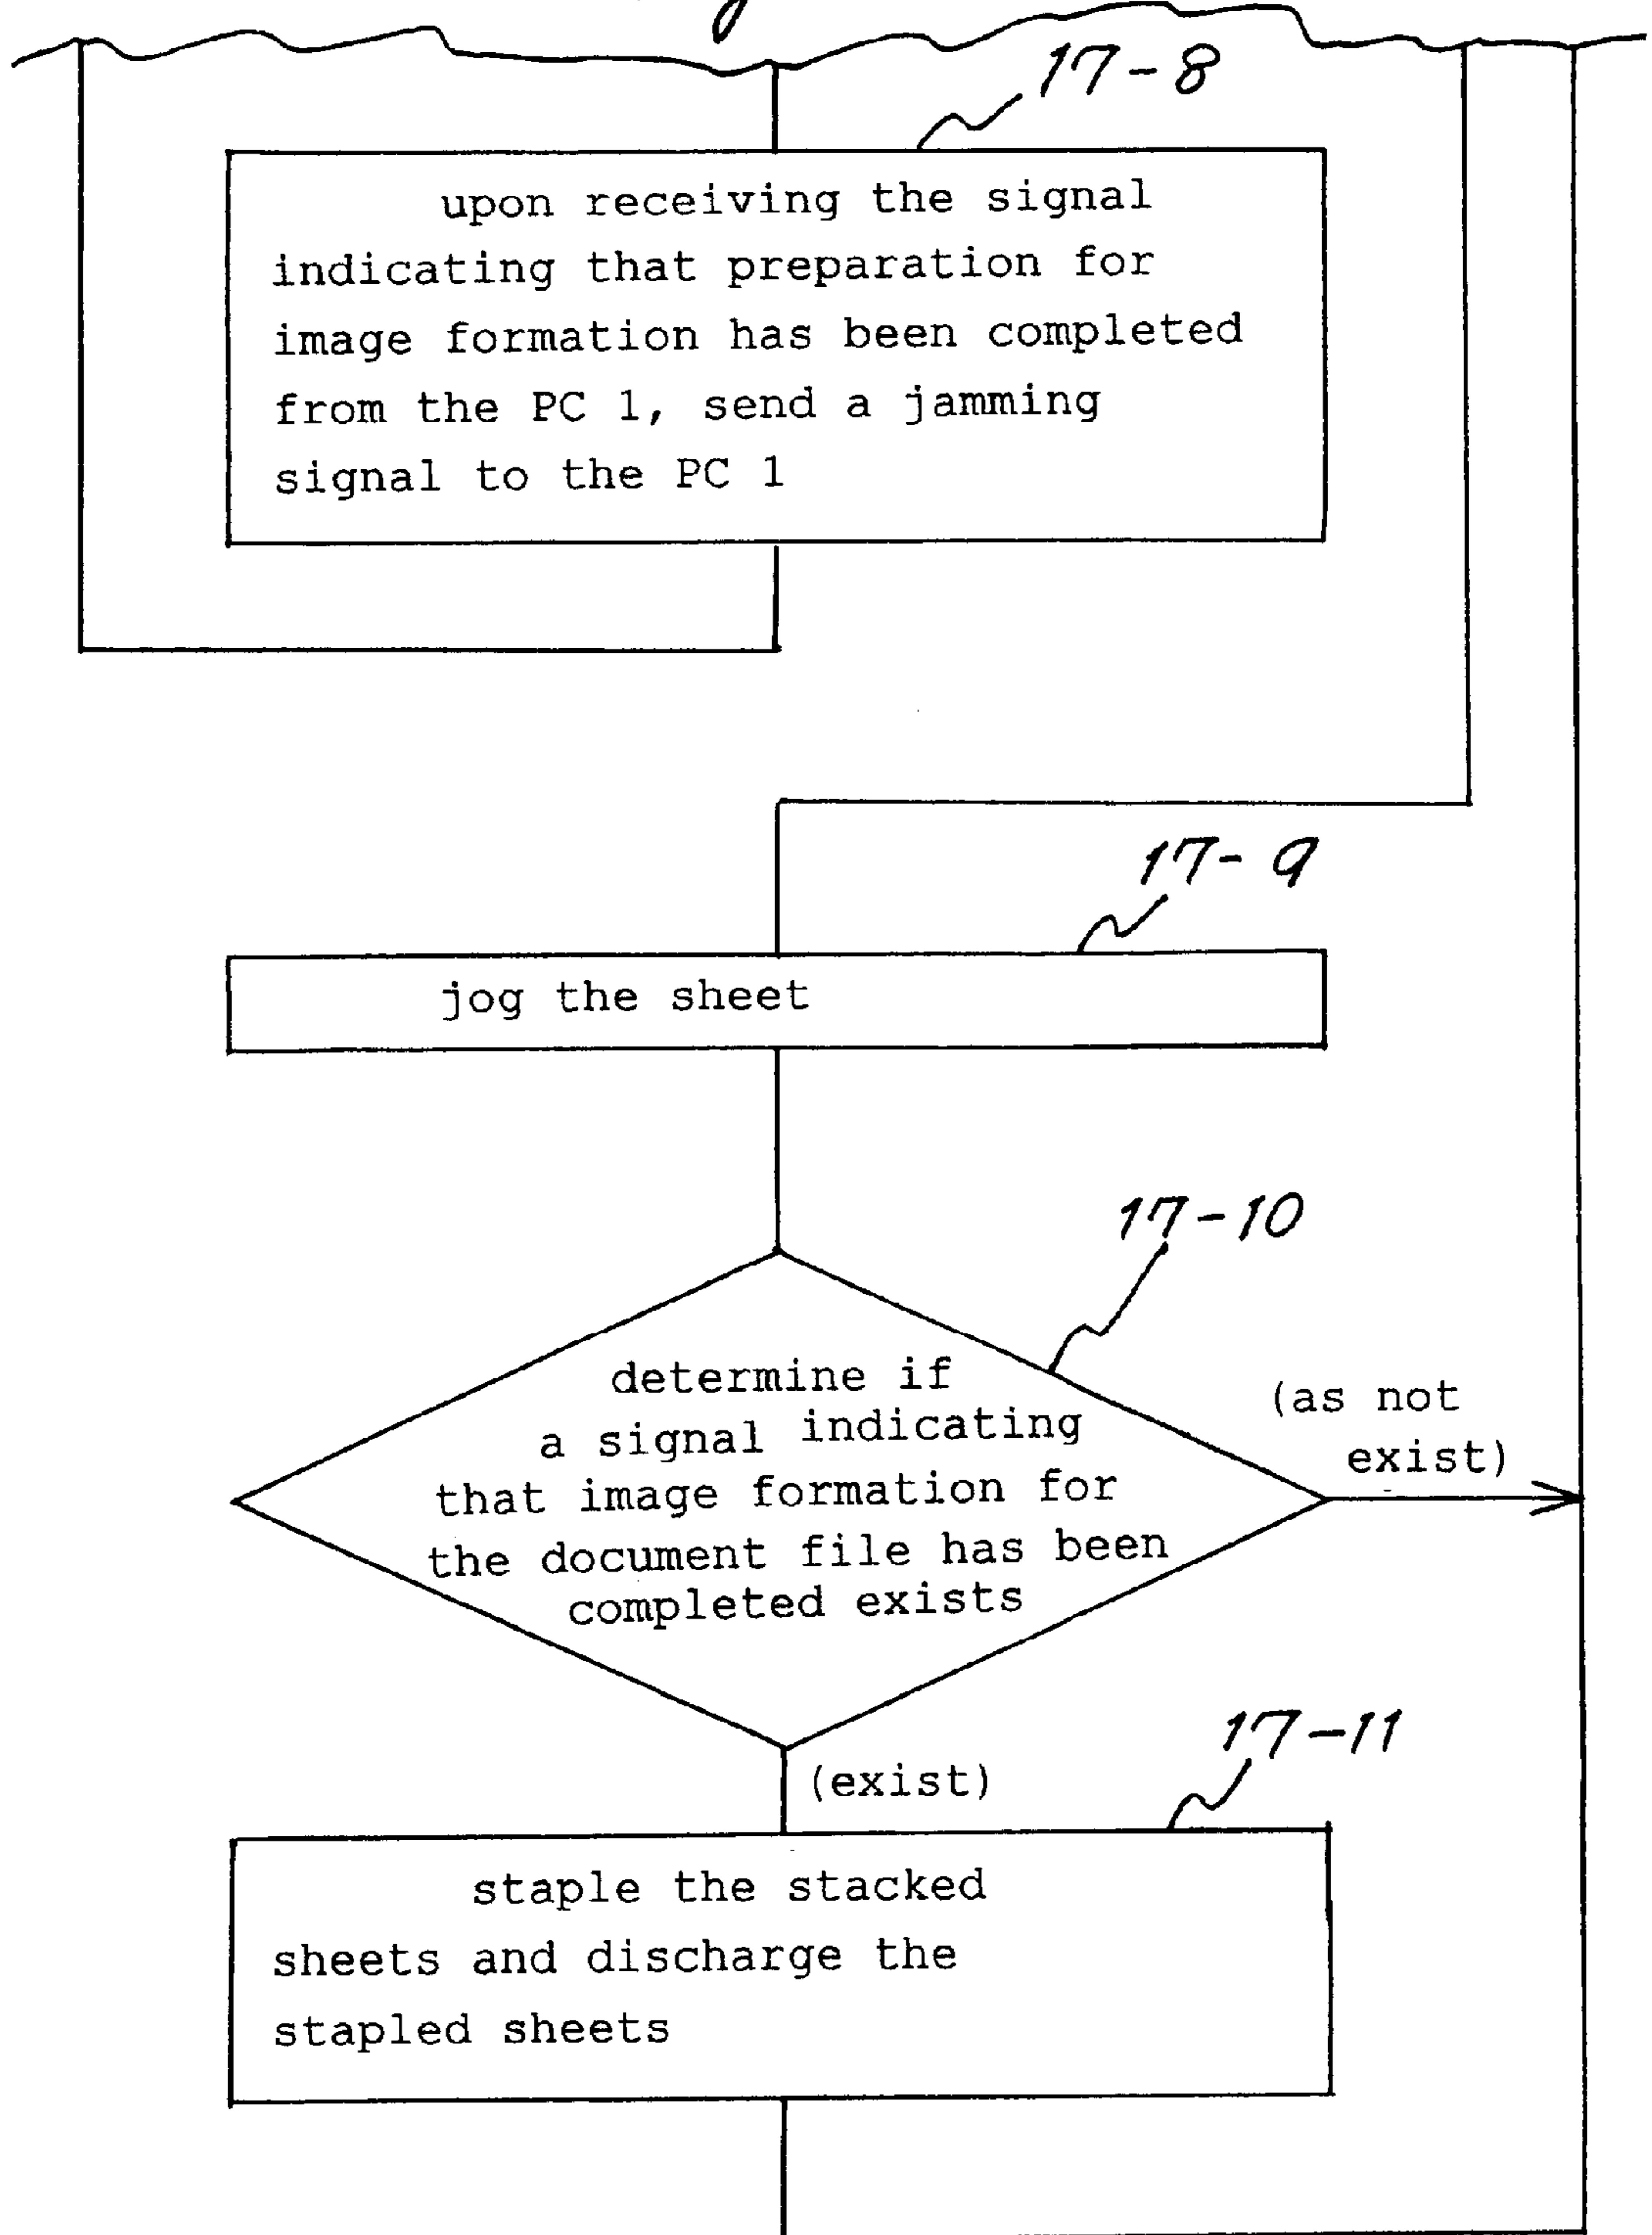 17-8
upon receiving the signal
indicating that preparation for
image formation has been completed
from the PC 1, send a jamming
signal to the PC 1
17-9
jog the sheet
17-10
determine if
a signal indicating
that image formation for
the document file has been
completed exists
(as not
exist)
(exist)
17-11
staple the stacked
sheets and discharge the
stapled sheets